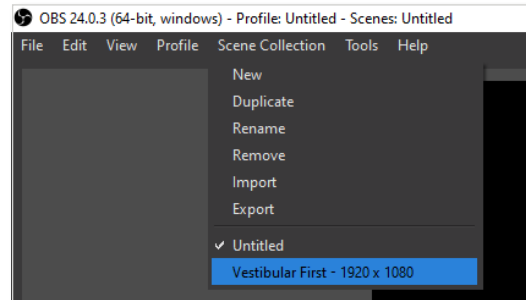 OBS 24.0.3 (64-bit, windows) - Profile: Untitled - Scenes: Untitled
File Edit View Profile Scene Collection Tools Help
New
Duplicate
Rename
Remove
Import
Export
Untitled
Vestibular First - 1920 x 1080